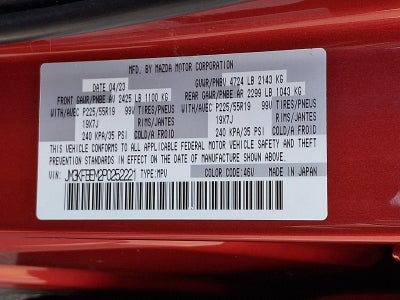 MFD. BY MAZDA MOTOR CORPORATION
04/23 GVWR/PNBV 4724 LB 2143 KG
FRONT GAWR/PNBE AV 2425 LB 1100 KG REAR GAWR/PNBE AR 2299 LB 1043 KG
WITH/AVEC P225/55R19 99V TIRES/PNEUS WITH/AVEC P225/55R19 99V TIRES/PNEUS
19X7J RIMS/JANTES 19X7J RIMS/JANTES
240 KPA/35 PSI COLD/A FROID 240 KPA/35 PSI COLD/A FROID
THIS VEHICLE CONFORMS TO ALL APPLICABLE FEDERAL MOTOR VEHICLE SAFETY AND THEFT
PREVENTION STANDARDS IN EFFECT ON THE DATE OF MANUFACTURE SHOWN ABOVE.
VIN: TYPE:MPV COLOR CODE:46V MADE IN JAPAN